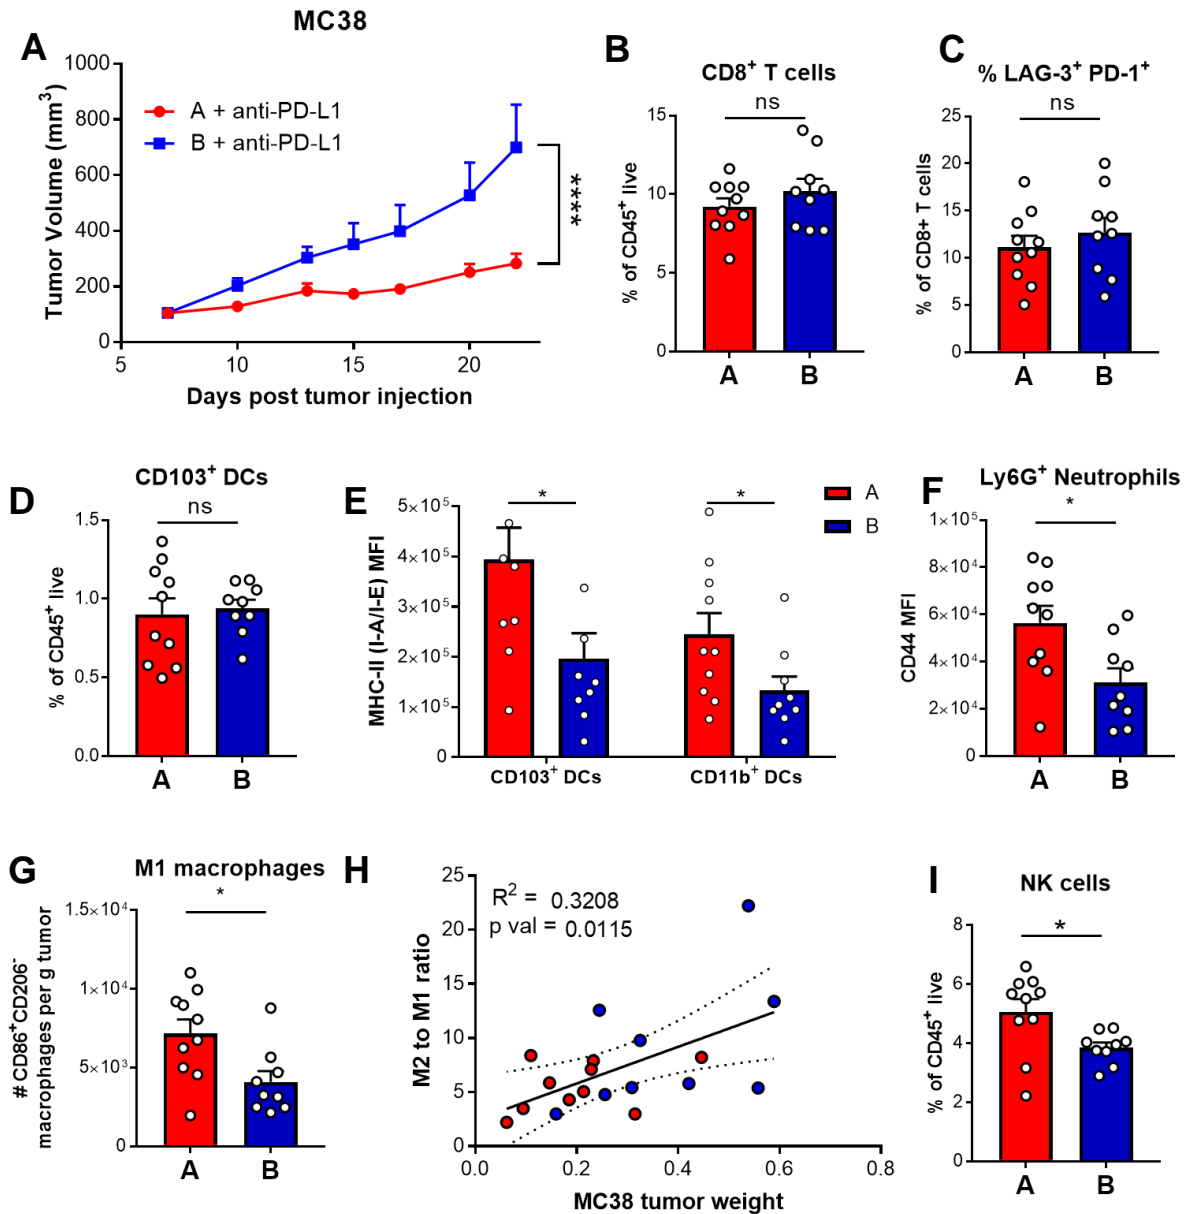 MC38
A
Tumor Volume (mm³)
1000
800
600
400
200
0
5
10
15
20
Days post tumor injection
A + anti-PD-L1
B + anti-PD-L1
****
B
CD8⁺ T cells
ns
% of CD45⁺ live
15
10
5
0
A
B
C
% LAG-3⁺ PD-1⁺
ns
% of CD8+ T cells
25
20
15
10
5
0
A
B
D
CD103⁺ DCs
ns
% of CD45⁺ live
1.5
1.0
0.5
0.0
A
B
E
MHC-II (I-A/I-E) MFI
5×10⁵
4×10⁵
3×10⁵
2×10⁵
1×10⁵
0
*
*
CD103⁺ DCs
CD11b⁺ DCs
A
B
F
Ly6G⁺ Neutrophils
*
CD44 MFI
1×10⁵
8×10⁴
6×10⁴
4×10⁴
2×10⁴
0
A
B
G
M1 macrophages
*
# CD86⁺CD206⁻
macrophages per g tumor
1.5×10⁴
1×10⁴
5×10³
0
A
B
H
M2 to M1 ratio
25
20
15
10
5
0
R² = 0.3208
p val = 0.0115
0.0
0.2
0.4
0.6
0.8
MC38 tumor weight
I
NK cells
*
% of CD45⁺ live
8
6
4
2
0
A
B